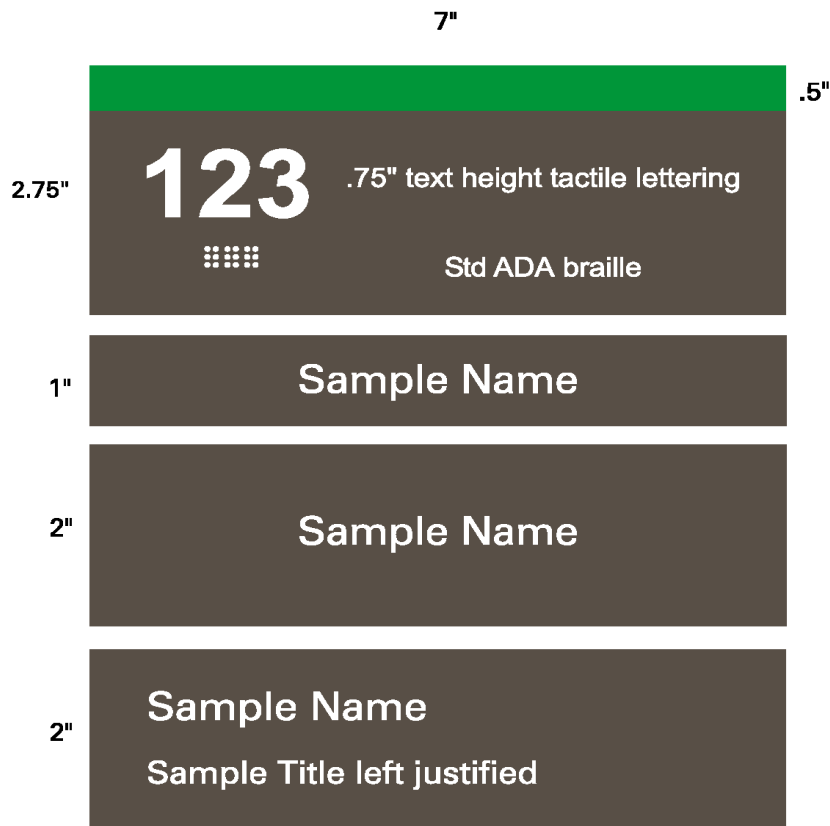 7"
.5"
2.75"
123
.75" text height tactile lettering
Std ADA braille
1"
Sample Name
2"
Sample Name
2"
Sample Name
Sample Title left justified